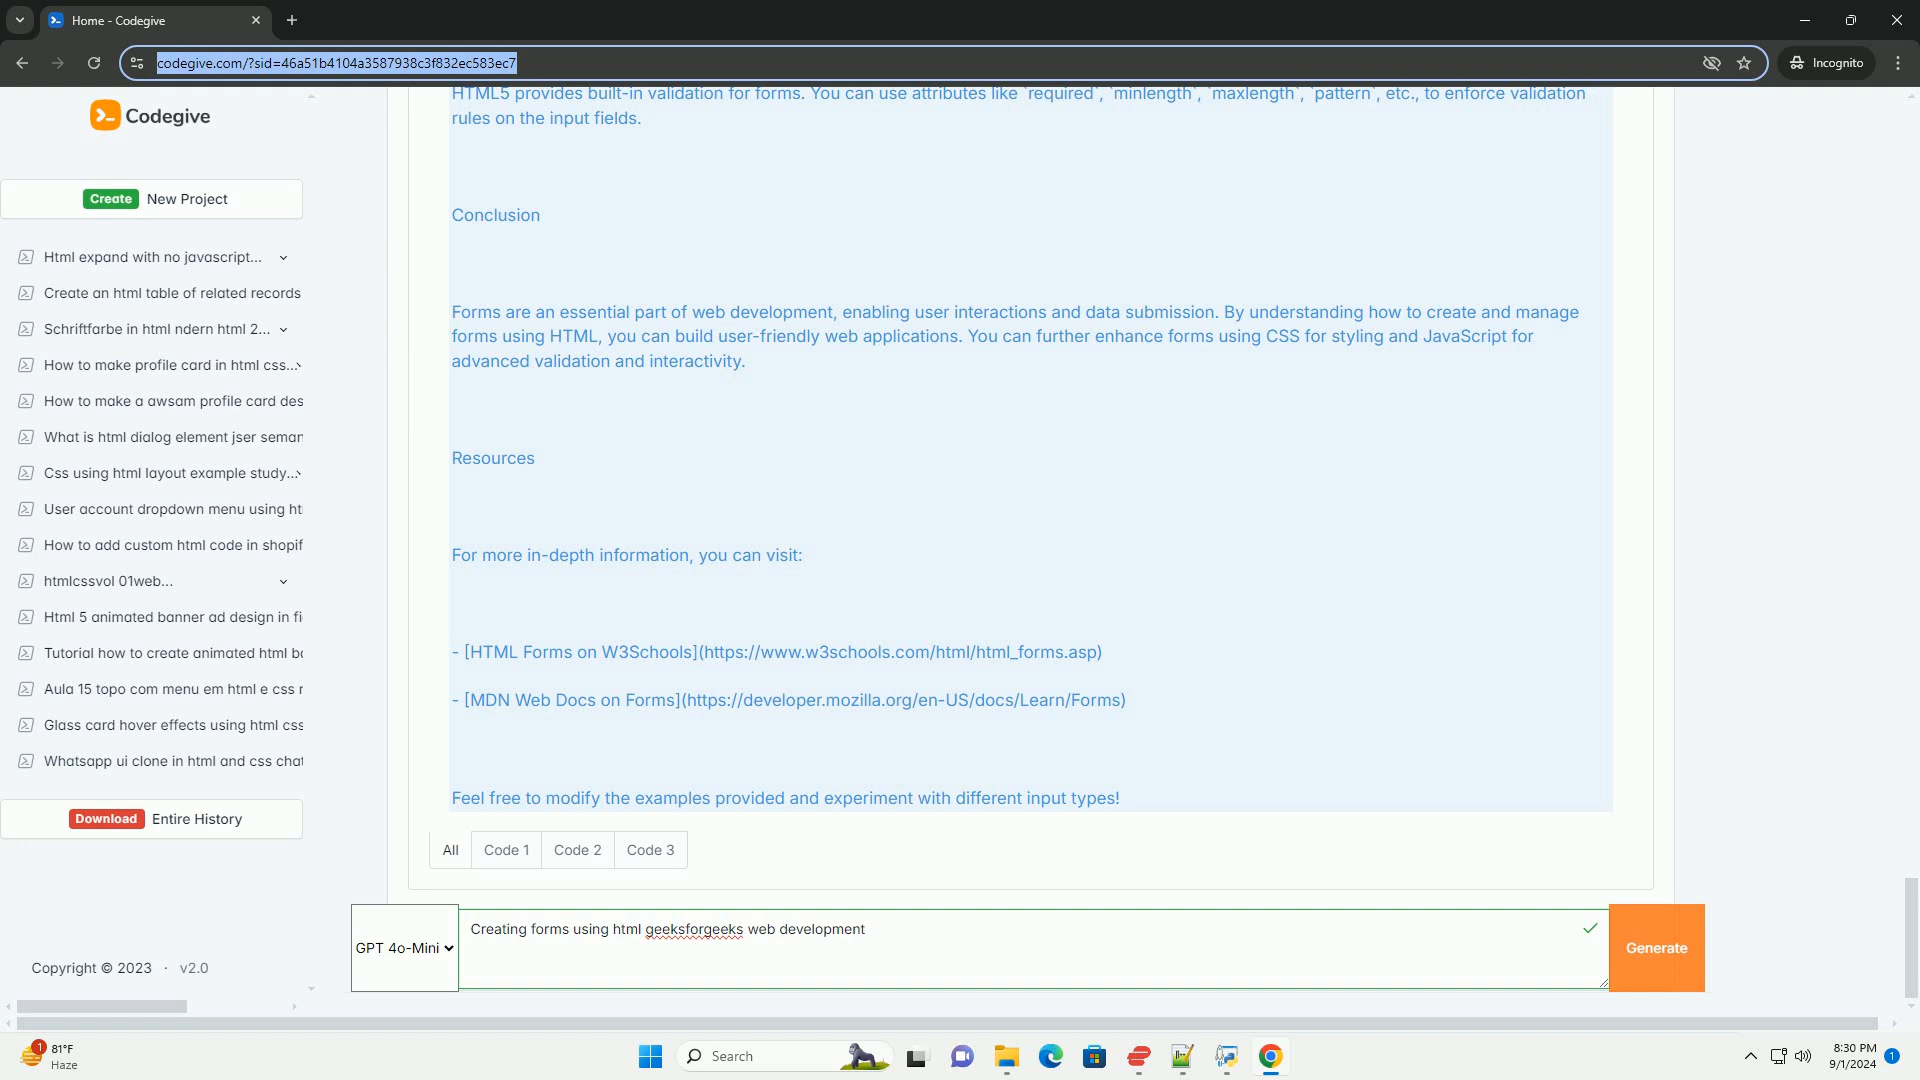 Home - Codegive
codegive.com/?sid=46a51b4104a3587938c3f832ec583ec7
Incognito
Codegive
Create New Project
Html expand with no javascript...
Create an html table of related records
Schriftfarbe in html ndern html 2...
How to make profile card in html css...
How to make a awsam profile card des
What is html dialog element jser seman
Css using html layout example study...
User account dropdown menu using ht
How to add custom html code in shopif
htmlcssvol 01web...
Html 5 animated banner ad design in fi
Tutorial how to create animated html ba
Aula 15 topo com menu em html e css r
Glass card hover effects using html css
Whatsapp ui clone in html and css chat
Download Entire History
Copyright © 2023 · v2.0
HTML5 provides built-in validation for forms. You can use attributes like `required`, `minlength`, `maxlength`, `pattern`, etc., to enforce validation
rules on the input fields.
Conclusion
Forms are an essential part of web development, enabling user interactions and data submission. By understanding how to create and manage
forms using HTML, you can build user-friendly web applications. You can further enhance forms using CSS for styling and JavaScript for
advanced validation and interactivity.
Resources
For more in-depth information, you can visit:
- [HTML Forms on W3Schools](https://www.w3schools.com/html/html_forms.asp)
- [MDN Web Docs on Forms](https://developer.mozilla.org/en-US/docs/Learn/Forms)
Feel free to modify the examples provided and experiment with different input types!
All Code 1 Code 2 Code 3
GPT 4o-Mini
Creating forms using html geeksforgeeks web development
Generate
1
81°F
Haze
Search
8:30 PM
9/1/2024
1